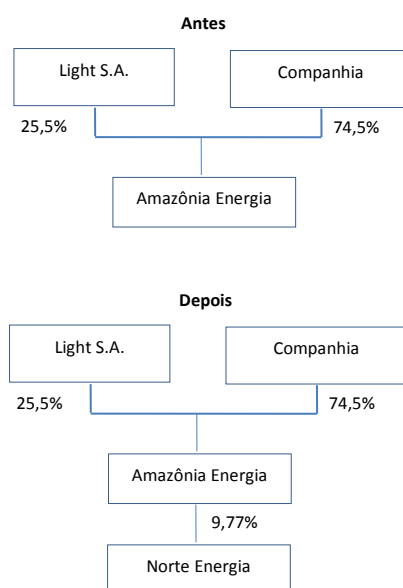 Antes
Light S.A. Companhia
25,5% 74,5%
Amazônia Energia
Depois
Light S.A. Companhia
25,5% 74,5%
Amazônia Energia
9,77%
Norte Energia